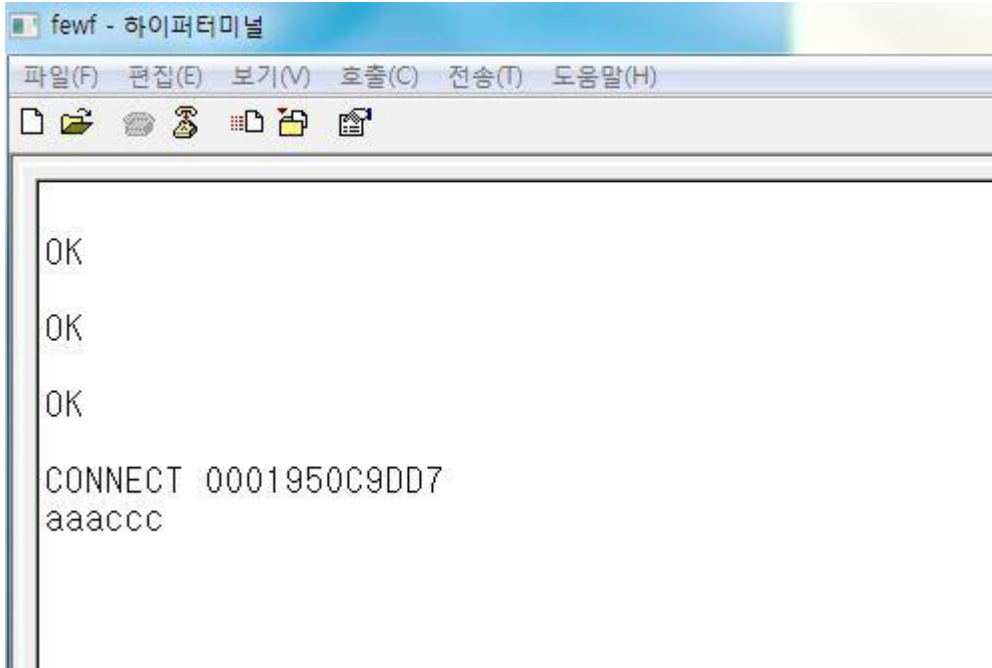 fewf - 하이퍼터미널
파일(F) 편집(E) 보기(V) 호출(C) 전송(T) 도움말(H)
OK
OK
OK
CONNECT 0001950C9DD7
aaaccc